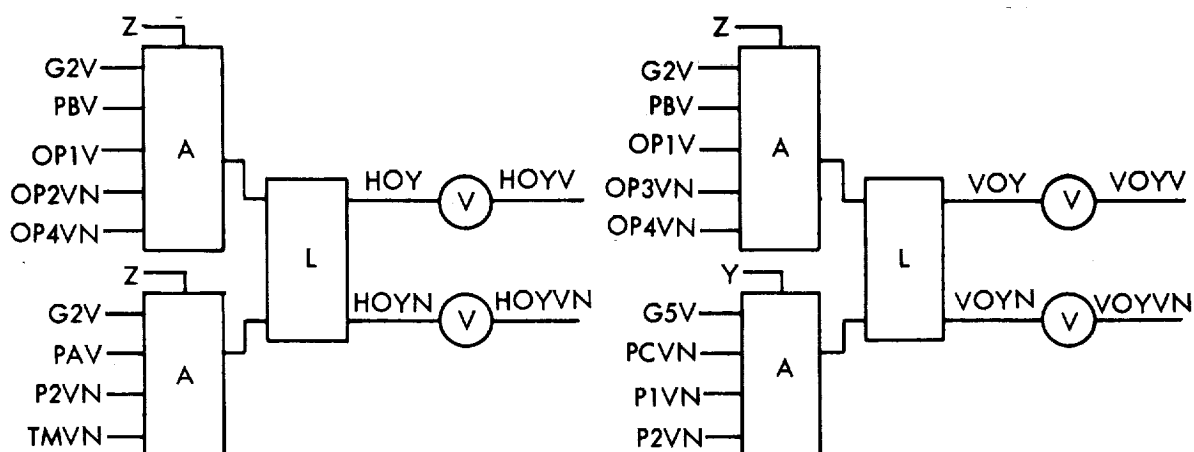 Z
G2V
PBV
OP1V
OP2VN
OP4VN
A
L
HOY
V
HOYV
HOYN
V
HOYVN
Z
G2V
PAV
P2VN
TMVN
A
Z
G2V
PBV
OP1V
OP3VN
OP4VN
A
L
VOY
V
VOYV
VOYN
V
VOYVN
Y
G5V
PCVN
P1VN
P2VN
A